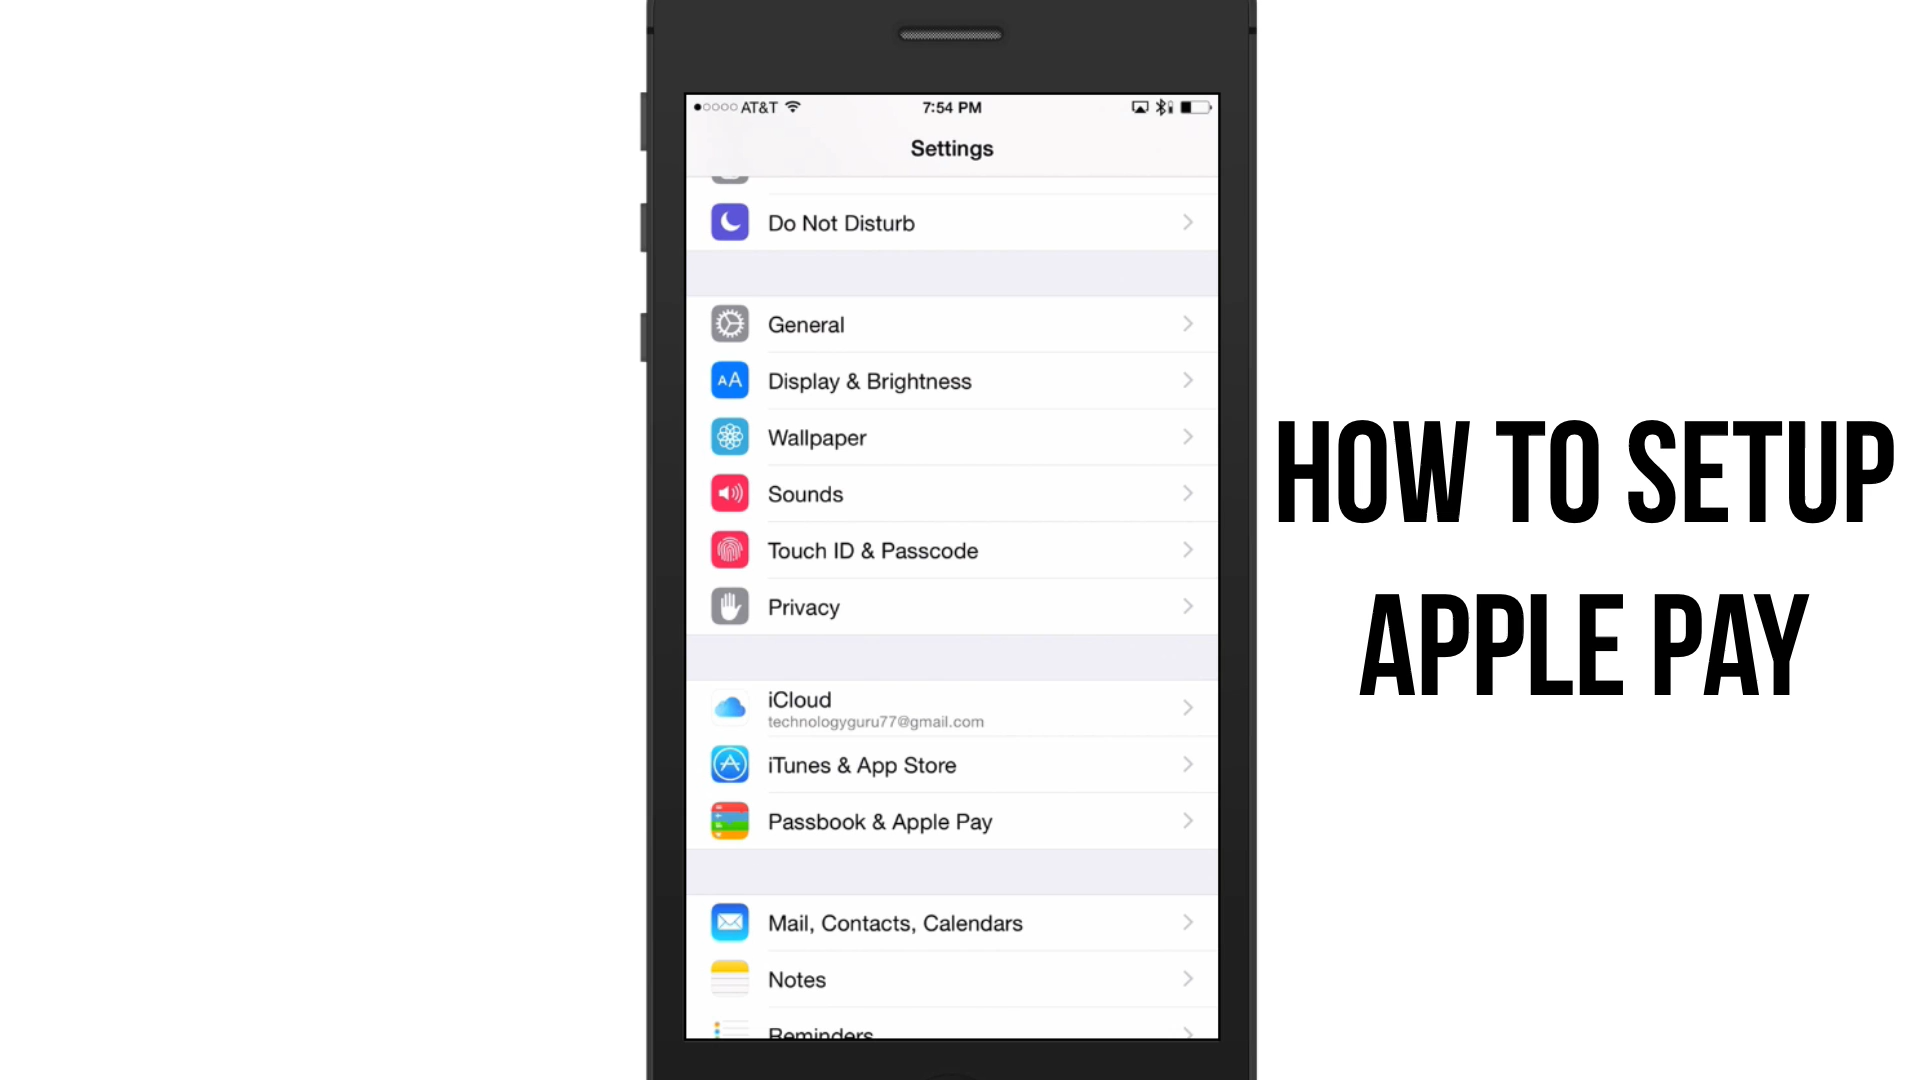 AT&T 7:54 PM
Settings
Do Not Disturb
General
AA Display & Brightness
Wallpaper
Sounds
Touch ID & Passcode
Privacy
iCloud
technologyguru77@gmail.com
iTunes & App Store
Passbook & Apple Pay
Mail, Contacts, Calendars
Notes
Reminders
HOW TO SETUP
APPLE PAY